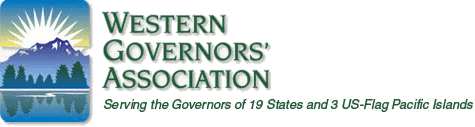 WESTERN
GOVERNORS'
ASSOCIATION
Serving the Governors of 19 States and 3 US-Flag Pacific Islands